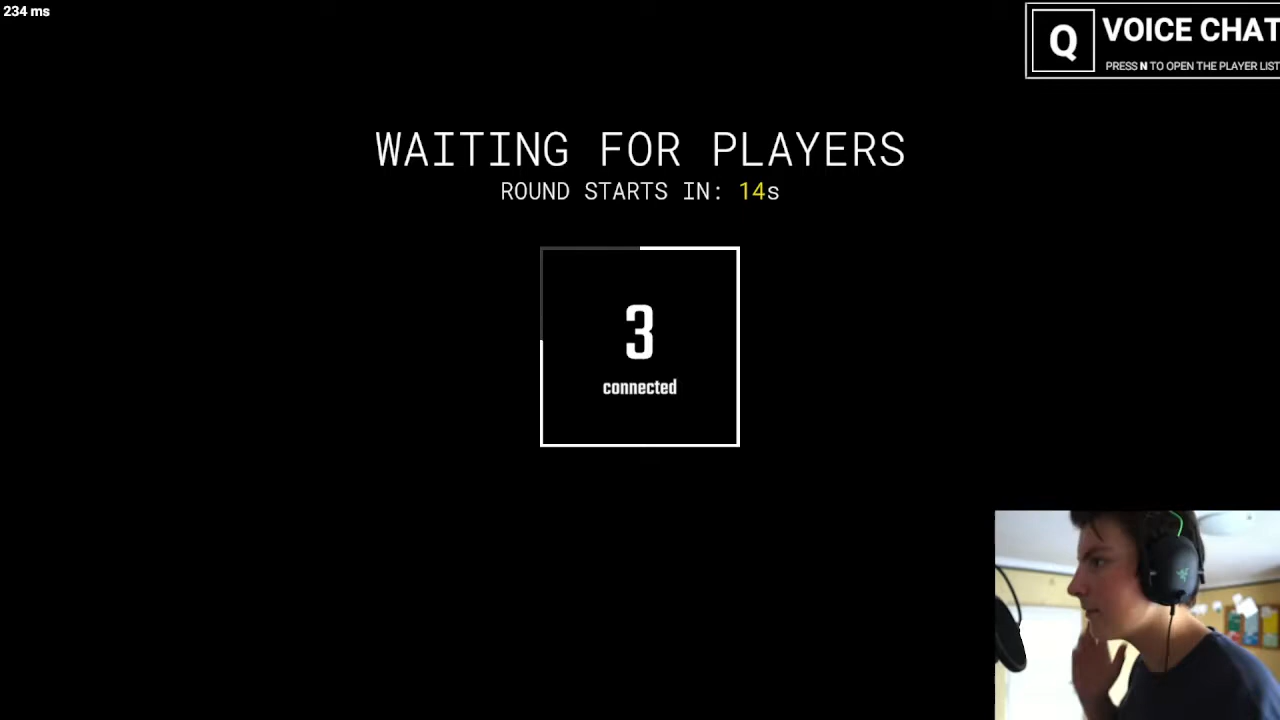 234 ms
Q
VOICE CHAT
PRESS N TO OPEN THE PLAYER LIST
WAITING FOR PLAYERS
ROUND STARTS IN: 14s
3
connected